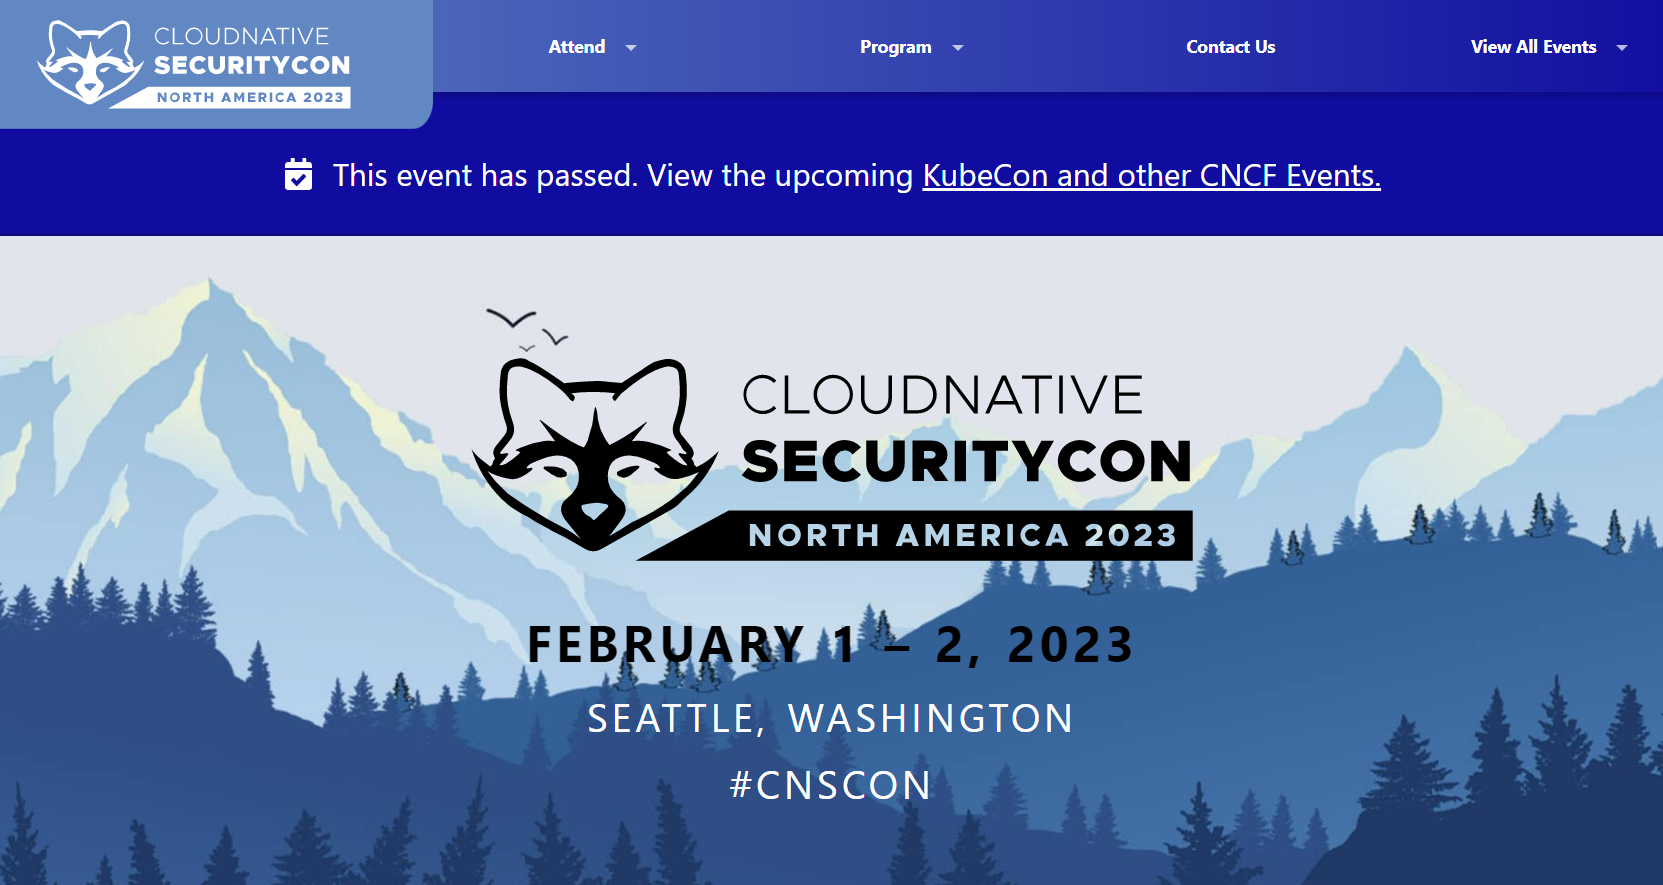 CLOUDNATIVE
SECURITYCON
NORTH AMERICA 2023
Attend
Program
Contact Us
View All Events
This event has passed. View the upcoming KubeCon and other CNCF Events.
CLOUDNATIVE
SECURITYCON
NORTH AMERICA 2023
FEBRUARY 1 – 2, 2023
SEATTLE, WASHINGTON
#CNSCON